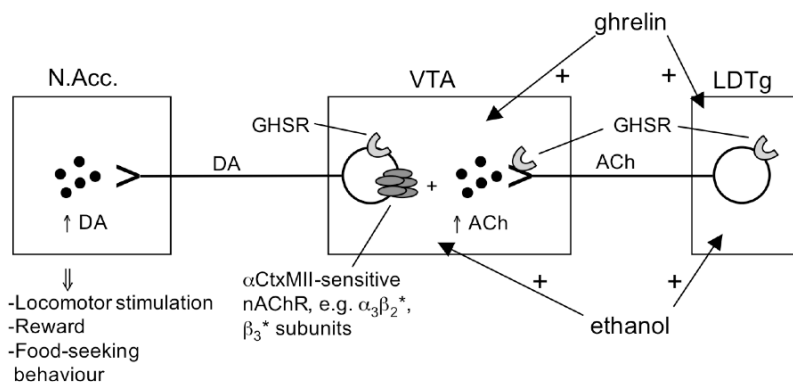 ghrelin
N.Acc.
VTA
+
+
LDTg
GHSR
GHSR
DA
ACh
+
↑ DA
↑ ACh
⇓
-Locomotor stimulation
-Reward
-Food-seeking
behaviour
αCtxMII-sensitive
nAChR, e.g. α₃β₂*,
β₃* subunits
+
+
ethanol